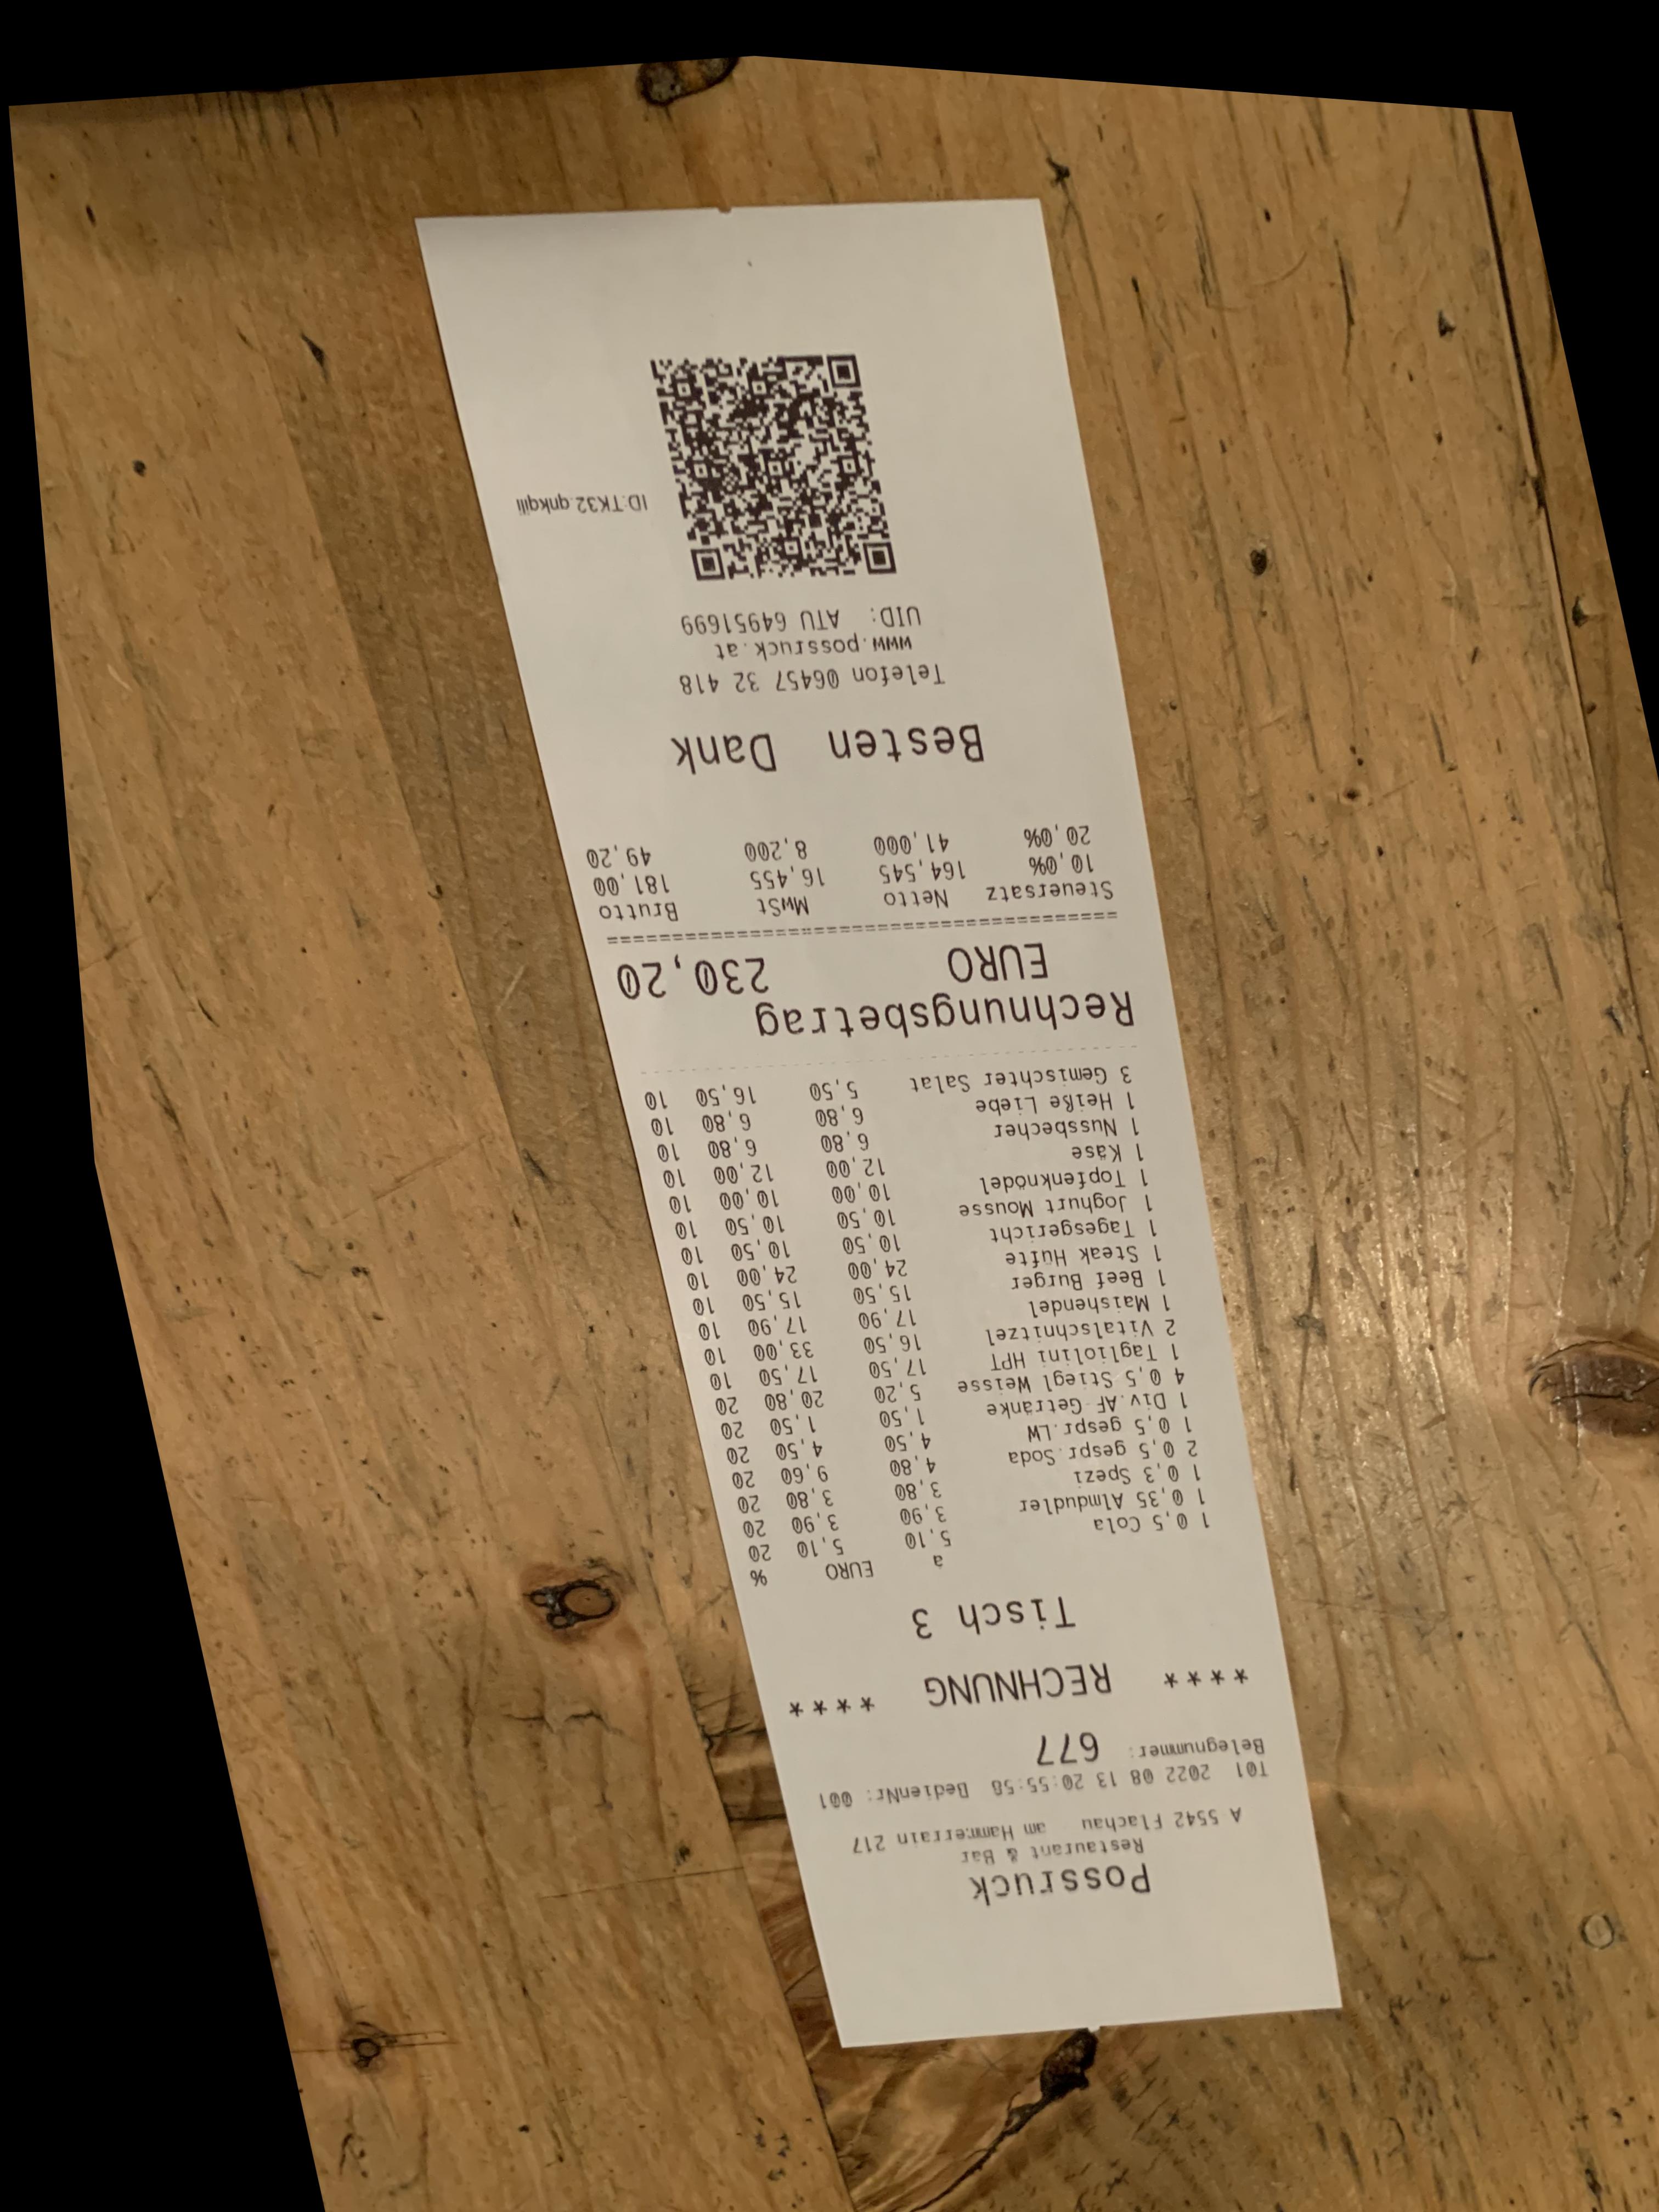 Possruck
Restaurant & Bar
A 5542 Flachau am Hammerrain 217
T01 2022 08 13 20:55:56 BedienNr: 001
Belegnummer: 677
**** RECHNUNG ****
Tisch 3
à EURO %
1 0,5 Cola 5,10 5,10 20
1 0,35 Almdudler 3,90 3,90 20
1 0,3 Spezi 3,80 3,80 20
2 0,5 gespr.Soda 4,80 9,60 20
1 0,5 gespr.LW 4,50 4,50 20
1 Div.AF-Getränke 1,50 1,50 20
4 0,5 Stiegl Weisse 5,20 20,80 20
1 Tagliolini HPT 17,50 17,50 10
2 Vitalschnitzel 16,50 33,00 10
1 Maishendel 17,90 17,90 10
1 Beef Burger 15,50 15,50 10
1 Steak Hüfte 24,00 24,00 10
1 Tagesgericht 10,50 10,50 10
1 Joghurt Mousse 10,50 10,50 10
1 Topfenknödel 10,00 10,00 10
1 Käse 12,00 12,00 10
1 Nussbecher 6,80 6,80 10
1 Heiße Liebe 6,80 6,80 10
3 Gemischter Salat 5,50 16,50 10
Rechnungsbetrag
EURO 230,20
========================================
Steuersatz Netto MwSt Brutto
10,0% 164,545 16,455 181,00
20,0% 41,000 8,200 49,20
Besten Dank
Telefon 06457 32 418
www.possruck.at
UID: ATU 64951699
ID:TK32.qnkqili